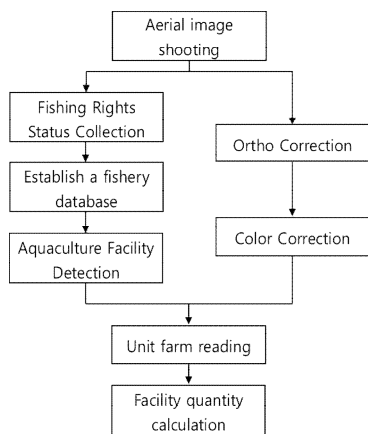 Aerial image
shooting
Fishing Rights
Status Collection
Ortho Correction
Establish a fishery
database
Color Correction
Aquaculture Facility
Detection
Unit farm reading
Facility quantity
calculation